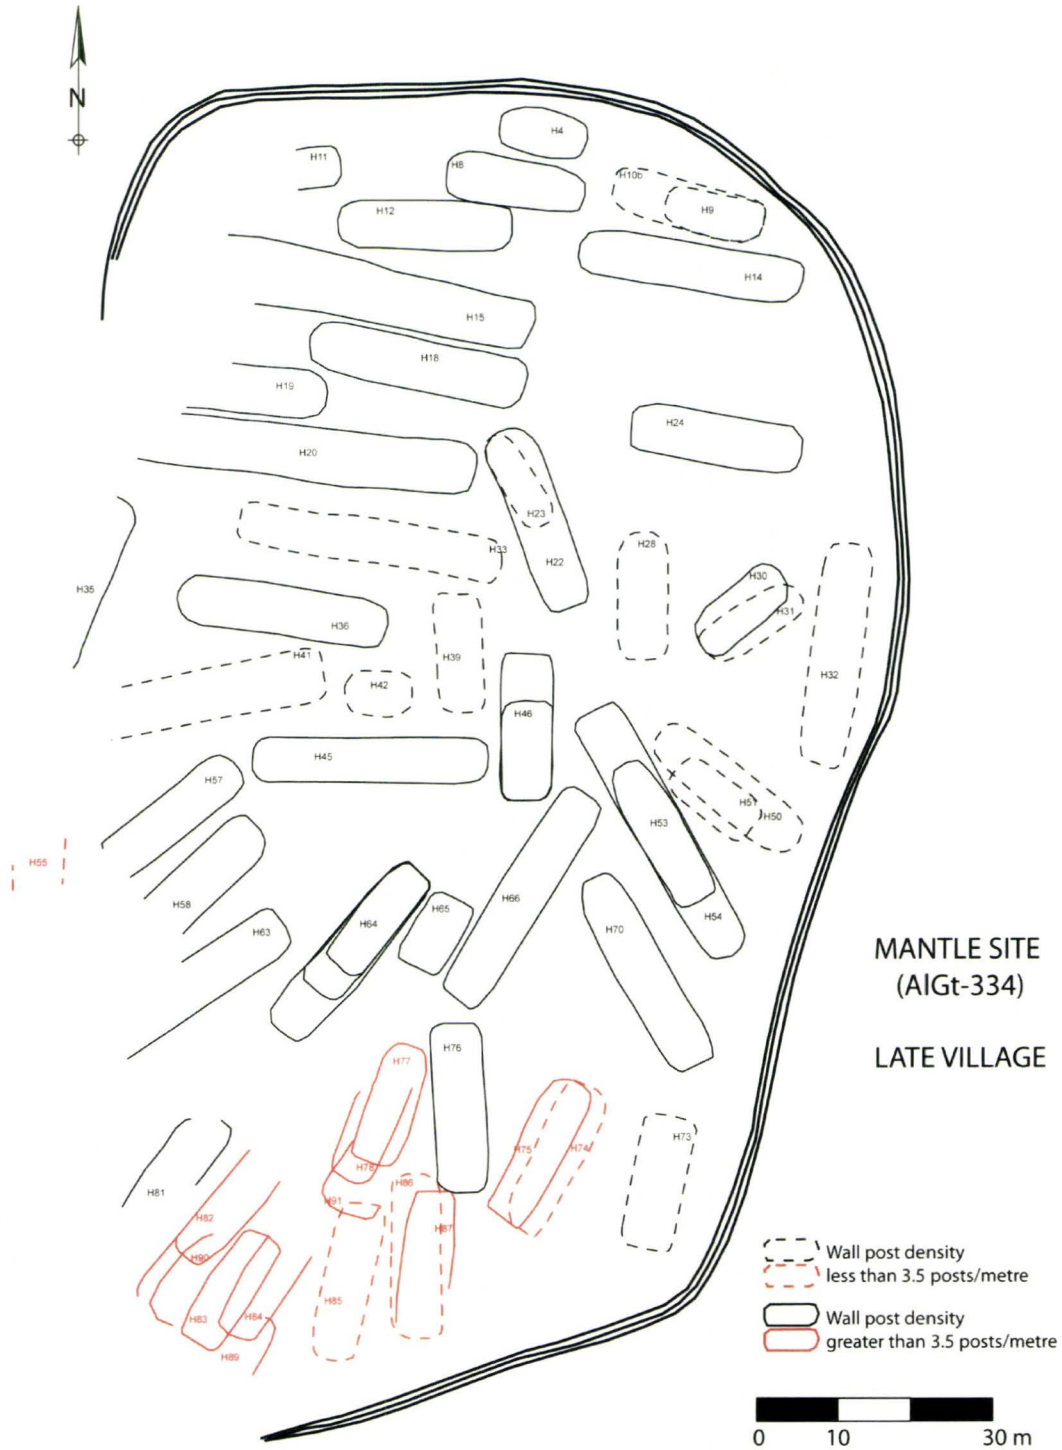 N
H4
H11
H8
H10b
H12
H9
H14
H15
H18
H19
H24
H20
H23
H33
H28
H22
H30
H35
H31
H36
H41
H39
H32
H42
H46
H45
H57
H51
H50
H53
H55
H66
H58
H65
H54
H64
H70
H63
MANTLE SITE
(AlGt-334)
LATE VILLAGE
H76
H77
H73
H75
H74
H78
H86
H81
H91
H82
H87
H90
H85
H83
H84
H89
Wall post density
less than 3.5 posts/metre
Wall post density
greater than 3.5 posts/metre
0 10 30 m